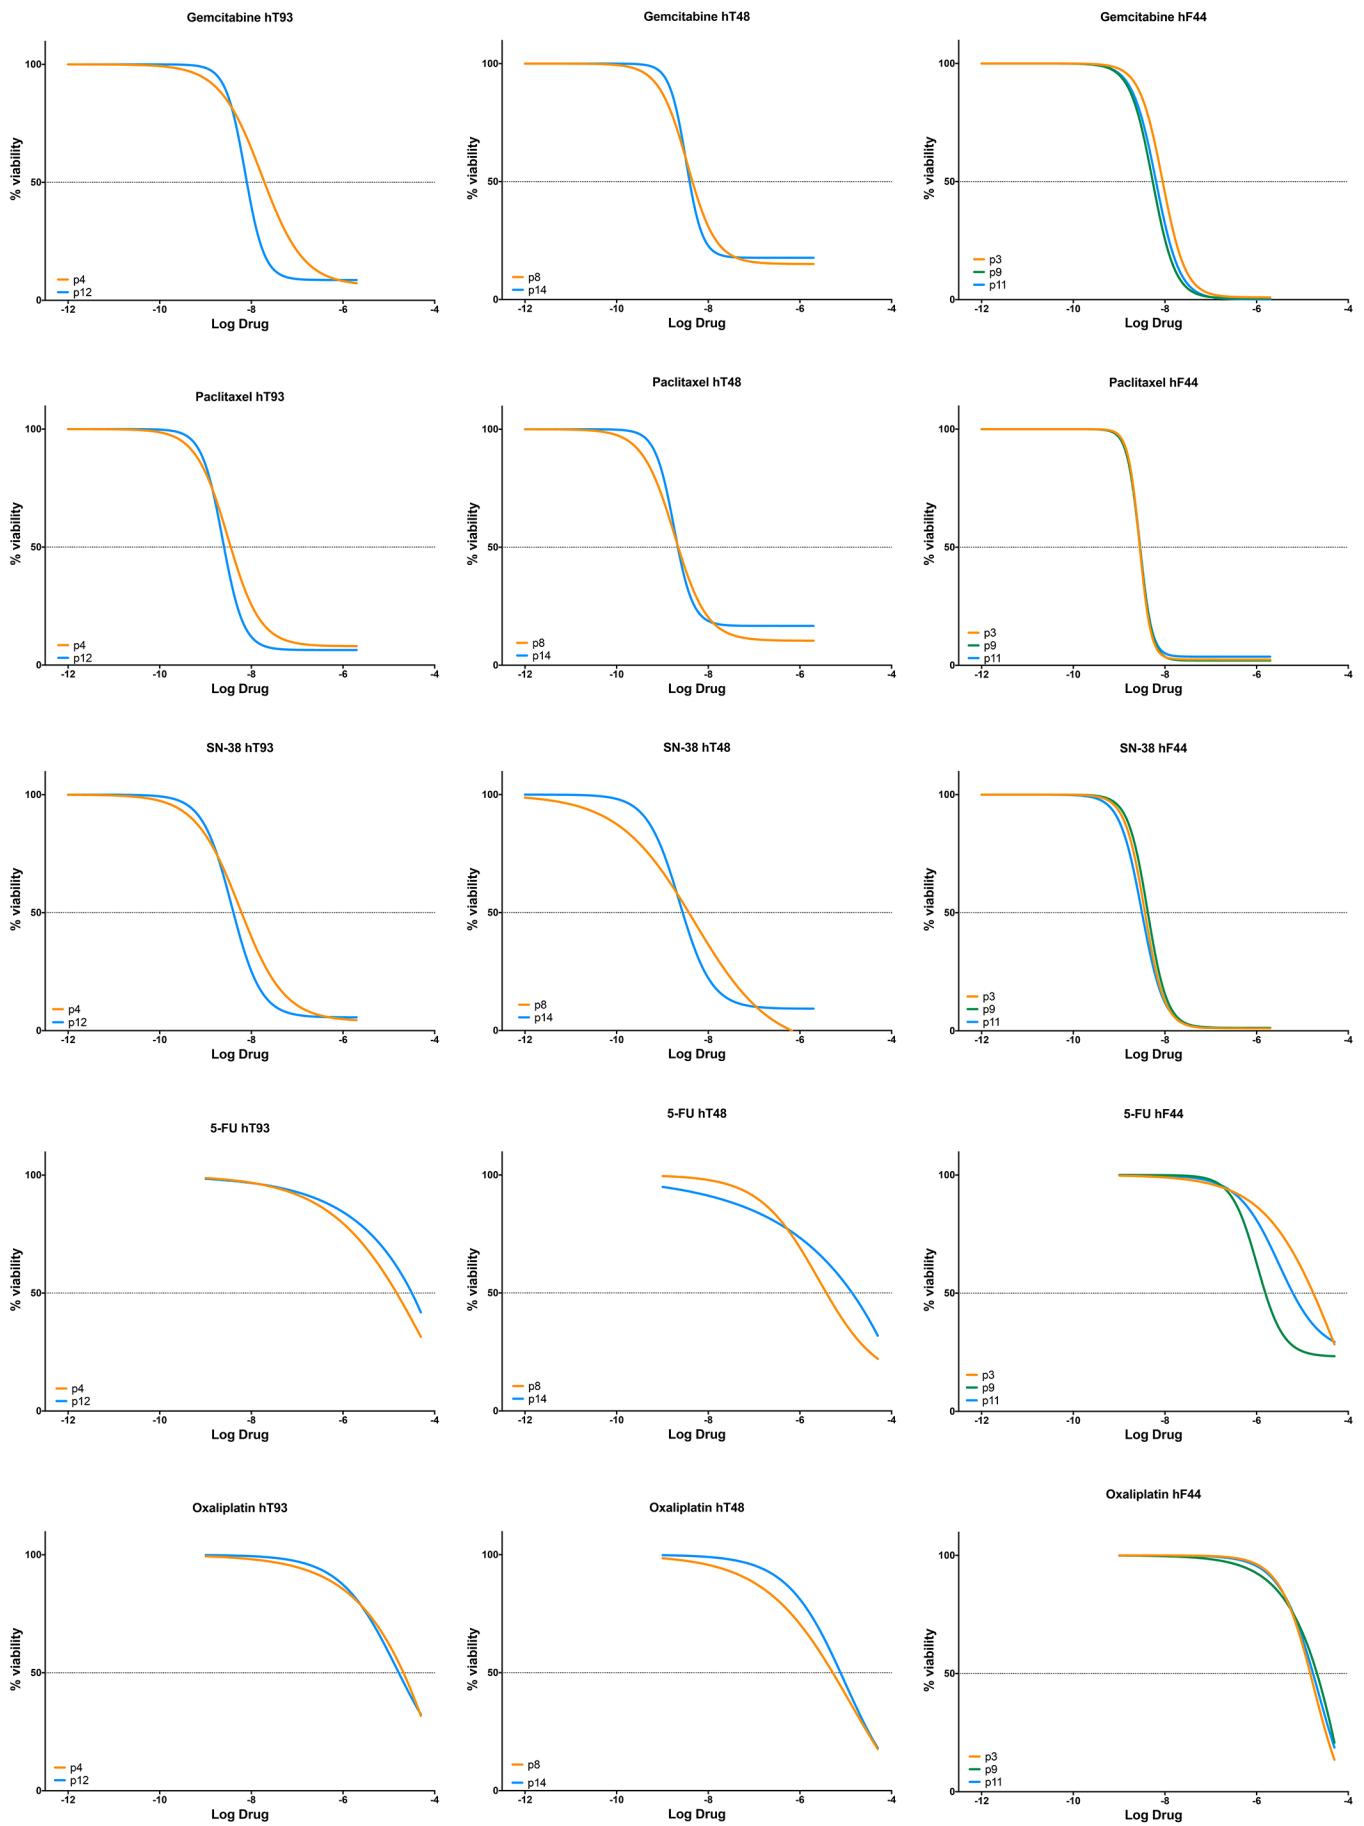 Gemcitabine hT93
% viability
100
50
0
p4
p12
-12 -10 -8 -6 -4
Log Drug
Gemcitabine hT48
% viability
100
50
0
p8
p14
-12 -10 -8 -6 -4
Log Drug
Gemcitabine hF44
% viability
100
50
0
p3
p9
p11
-12 -10 -8 -6 -4
Log Drug
Paclitaxel hT93
% viability
100
50
0
p4
p12
-12 -10 -8 -6 -4
Log Drug
Paclitaxel hT48
% viability
100
50
0
p8
p14
-12 -10 -8 -6 -4
Log Drug
Paclitaxel hF44
% viability
100
50
0
p3
p9
p11
-12 -10 -8 -6 -4
Log Drug
SN-38 hT93
% viability
100
50
0
p4
p12
-12 -10 -8 -6 -4
Log Drug
SN-38 hT48
% viability
100
50
0
p8
p14
-12 -10 -8 -6 -4
Log Drug
SN-38 hF44
% viability
100
50
0
p3
p9
p11
-12 -10 -8 -6 -4
Log Drug
5-FU hT93
% viability
100
50
0
p4
p12
-12 -10 -8 -6 -4
Log Drug
5-FU hT48
% viability
100
50
0
p8
p14
-12 -10 -8 -6 -4
Log Drug
5-FU hF44
% viability
100
50
0
p3
p9
p11
-12 -10 -8 -6 -4
Log Drug
Oxaliplatin hT93
% viability
100
50
0
p4
p12
-12 -10 -8 -6 -4
Log Drug
Oxaliplatin hT48
% viability
100
50
0
p8
p14
-12 -10 -8 -6 -4
Log Drug
Oxaliplatin hF44
% viability
100
50
0
p3
p9
p11
-12 -10 -8 -6 -4
Log Drug